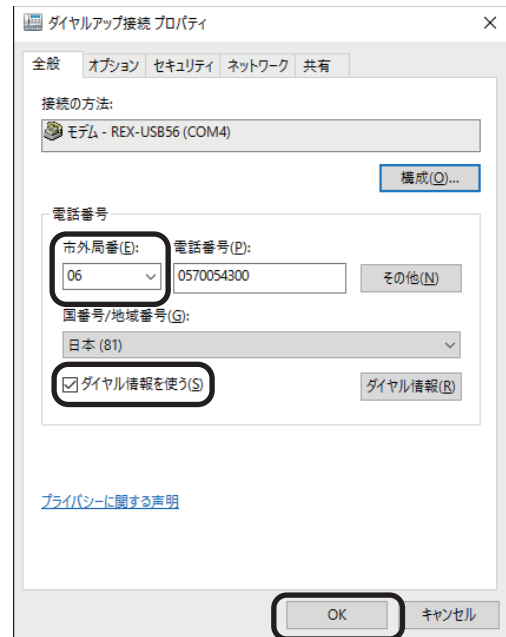 ダイヤルアップ接続 プロパティ
全般 オプション セキュリティ ネットワーク 共有
接続の方法:
モデム - REX-USB56 (COM4)
構成(O)...
電話番号
市外局番(E): 電話番号(P):
06 0570054300 その他(N)
国番号/地域番号(G):
日本 (81)
ダイヤル情報を使う(S) ダイヤル情報(R)
プライバシーに関する声明
OK キャンセル